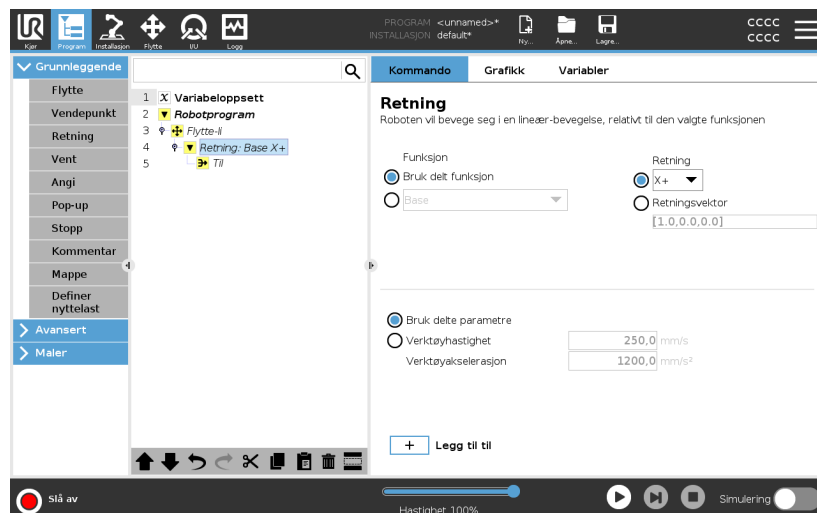 PROGRAM <unnamed>*
INSTALLASJON default*
cccc
cccc
UR
Kjør
Program
Installasjon
Flytte
I/U
Logg
Ny...
Åpne...
Lagre...
Grunnleggende
Flytte
Vendepunkt
Retning
Vent
Angi
Pop-up
Stopp
Kommentar
Mappe
Definer
nyttelast
Avansert
Maler
1 X Variabeloppsett
2 Robotprogram
3 Flytte-li
4 Retning: Base X+
5 Til
Kommando Grafikk Variabler
Retning
Roboten vil bevege seg i en lineær-bevegelse, relativt til den valgte funksjonen
Funksjon
Bruk delt funksjon
Base
Retning
X+
Retningsvektor
[1.0,0.0,0.0]
Bruk delte parametre
Verktøyhastighet 250,0 mm/s
Verktøyakselerasjon 1200,0 mm/s²
+ Legg til til
Slå av
Hastighet 100%
Simulering